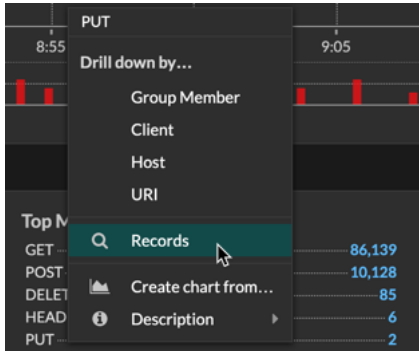 PUT
8:55
9:05
Drill down by...
Group Member
Client
Host
URI
Records
Create chart from...
Description
Top M
GET 86,139
POST 10,128
DELET 85
HEAD 6
PUT 2